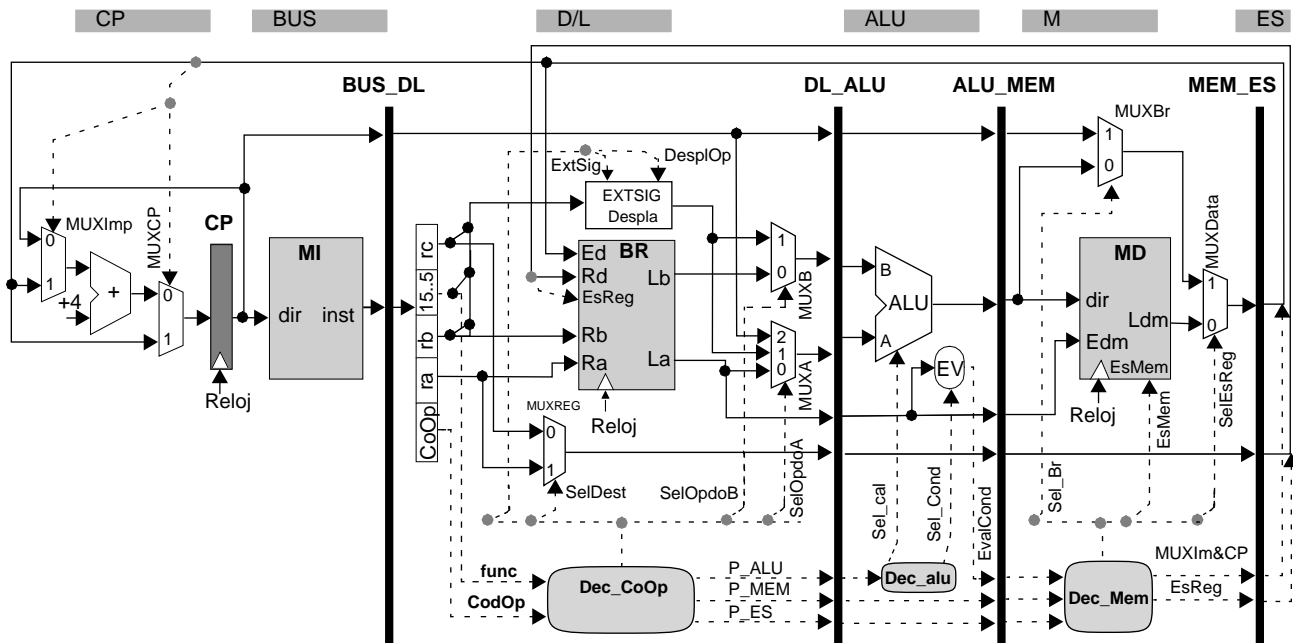 CP BUS D/L ALU M ES
BUS_DL DL_ALU ALU_MEM MEM_ES
MUXBr
1
0
ExtSig
DesplOp
EXTSIG
Despla
MUXImp
MUXCP
CP
0
1
+4
+
0
1
Reloj
MI
dir inst
rc
15..5
rb
ra
CoOp
BR
Ed
Rd
EsReg
Rb
Ra
Lb
La
Reloj
1
0
MUXB
2
1
0
MUXA
B
A
ALU
EV
MD
dir
Ldm
Edm
EsMem
Reloj
MUXData
1
0
MUXREG
0
1
SelDest
SelOpdoB
SelOpdoA
Sel_cal
Sel_Cond
EvalCond
Sel_Br
EsMem
SelEsReg
func
CodOp
Dec_CoOp
P_ALU
P_MEM
P_ES
Dec_alu
Dec_Mem
MUXIm&CP
EsReg